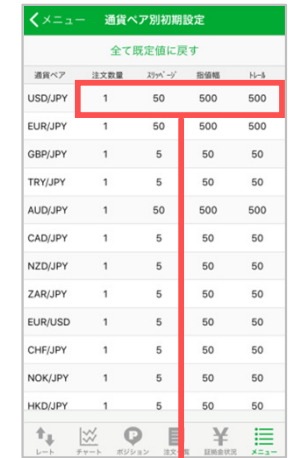 メニュー 通貨ペア別初期設定
全て既定値に戻す
通貨ペア 注文数量 ｽﾘｯﾍﾟｰｼﾞ 指値幅 ﾄﾚｰﾙ
USD/JPY 1 50 500 500
EUR/JPY 1 50 500 500
GBP/JPY 1 5 50 50
TRY/JPY 1 5 50 50
AUD/JPY 1 50 500 500
CAD/JPY 1 5 50 50
NZD/JPY 1 5 50 50
ZAR/JPY 1 5 50 50
EUR/USD 1 5 50 50
CHF/JPY 1 5 50 50
NOK/JPY 1 5 50 50
HKD/JPY 1 5 50 50
レート チャート ポジション 注文 証拠金状況 メニュー